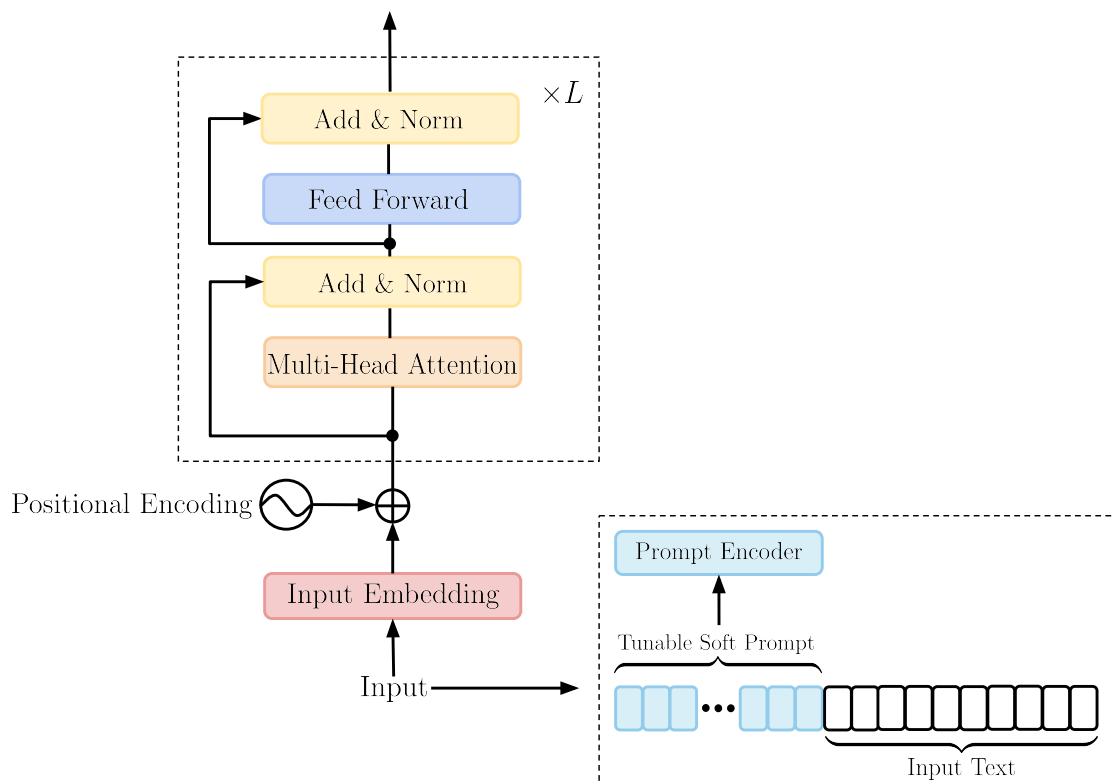 ×L
Add & Norm
Feed Forward
Add & Norm
Multi-Head Attention
Positional Encoding
Input Embedding
Input
Prompt Encoder
Tunable Soft Prompt
Input Text